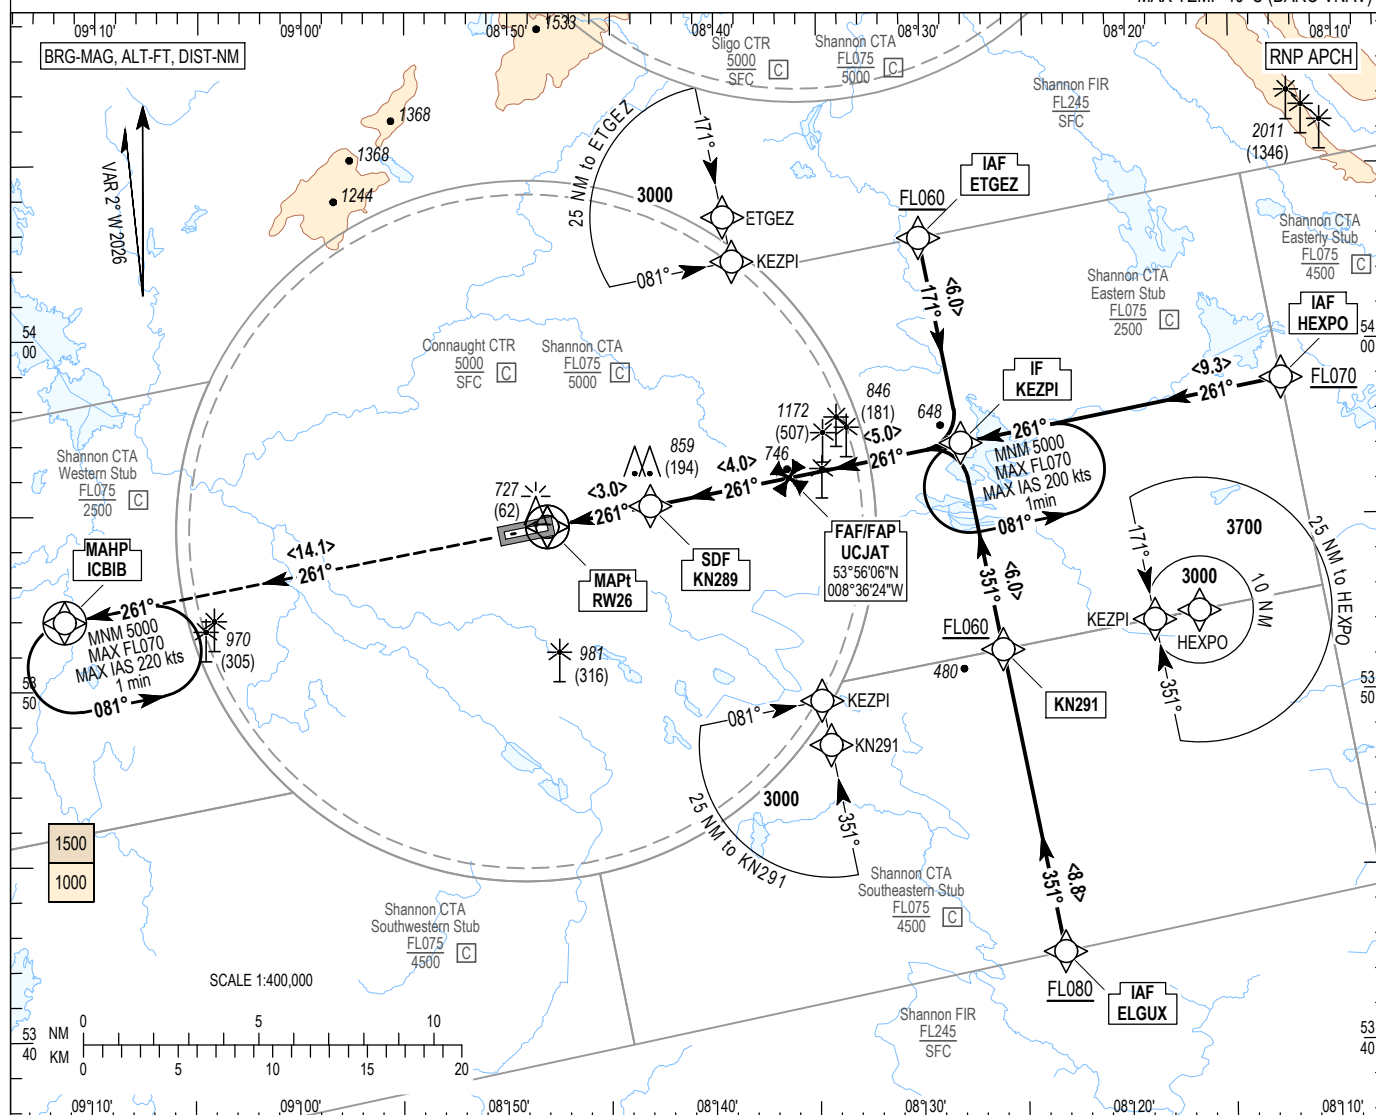 09°10'
09°00'
08°50'
08°40'
08°30'
08°20'
08°10'
BRG-MAG, ALT-FT, DIST-NM
RNP APCH
VAR 2° W 2026
1533
1368
1368
1244
2011
(1346)
Sligo CTR
5000
SFC
C
Shannon CTA
FL075
5000
C
Shannon FIR
FL245
SFC
25 NM to ETGEZ
171°
3000
ETGEZ
KEZPI
081°
IAF
ETGEZ
FL060
<6.0>
171°
Shannon CTA
Easterly Stub
FL075
4500
C
Shannon CTA
Eastern Stub
FL075
2500
C
IAF
HEXPO
FL070
<9.3>
261°
54
00
54
00
Connaught CTR
5000
SFC
C
Shannon CTA
FL075
5000
C
IF
KEZPI
261°
MNM 5000
MAX FL070
MAX IAS 200 kts
1min
081°
846
(181)
648
1172
(507)
<5.0>
261°
746
859
(194)
<4.0>
261°
727
(62)
<3.0>
261°
Shannon CTA
Western Stub
FL075
2500
C
FAF/FAP
UCJAT
53°56'06"N
008°36'24"W
SDF
KN289
MAPt
RW26
MAHP
ICBIB
<14.1>
261°
261°
MNM 5000
MAX FL070
MAX IAS 220 kts
1 min
081°
970
(305)
981
(316)
<6.0>
351°
FL060
KN291
480
171°
3700
3000
10 NM
25 NM to HEXPO
KEZPI
HEXPO
351°
53
50
53
50
081°
KEZPI
KN291
3000
351°
25 NM to KN291
1500
1000
<8.8>
351°
Shannon CTA
Southeastern Stub
FL075
4500
C
Shannon CTA
Southwestern Stub
FL075
4500
C
SCALE 1:400,000
FL080
IAF
ELGUX
Shannon FIR
FL245
SFC
NM
0
5
10
KM
0
5
10
15
20
53
40
53
40
09°10'
09°00'
08°50'
08°40'
08°30'
08°20'
08°10'